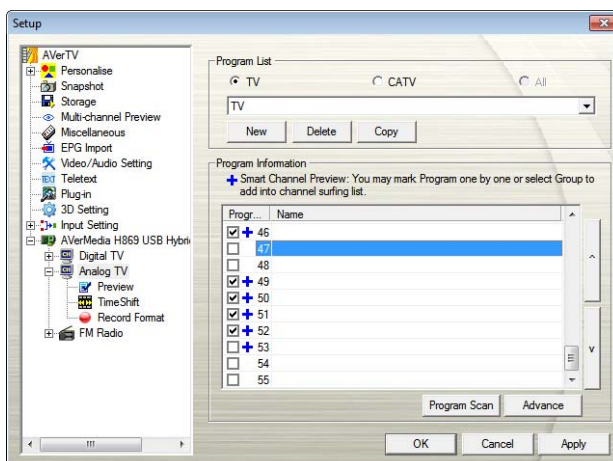 Setup
AVerTV
Personalise
Snapshot
Storage
Multi-channel Preview
Miscellaneous
EPG Import
Video/Audio Setting
TEXT Teletext
Plug-in
3D Setting
Input Setting
AVerMedia H869 USB Hybri
CH Digital TV
CH Analog TV
Preview
TimeShift
Record Format
FM Radio
Program List
TV CATV All
TV
New Delete Copy
Program Information
Smart Channel Preview: You may mark Program one by one or select Group to
add into channel surfing list.
Progr... Name
46
47
48
49
50
51
52
53
54
55
Program Scan Advance
OK Cancel Apply